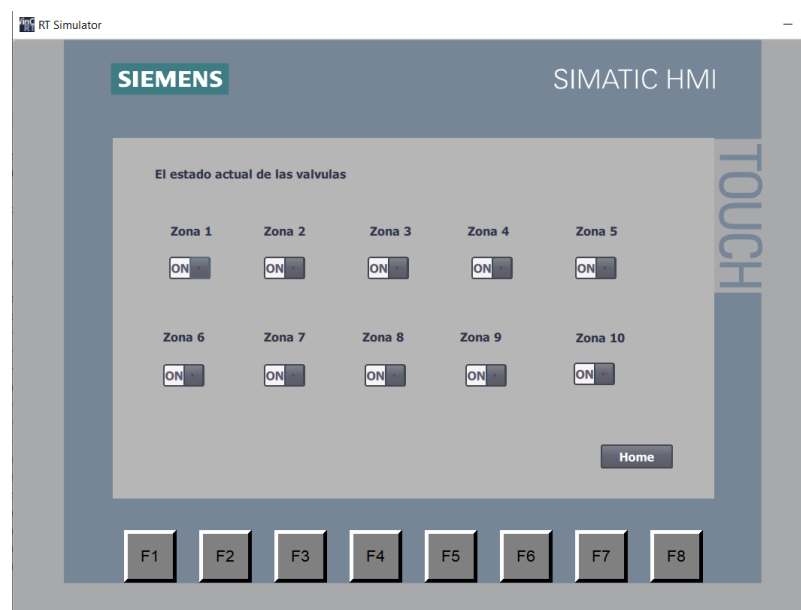 RT Simulator
SIEMENS
SIMATIC HMI
TOUCH
El estado actual de las valvulas
Zona 1 Zona 2 Zona 3 Zona 4 Zona 5
ON ON ON ON ON
Zona 6 Zona 7 Zona 8 Zona 9 Zona 10
ON ON ON ON ON
Home
F1 F2 F3 F4 F5 F6 F7 F8